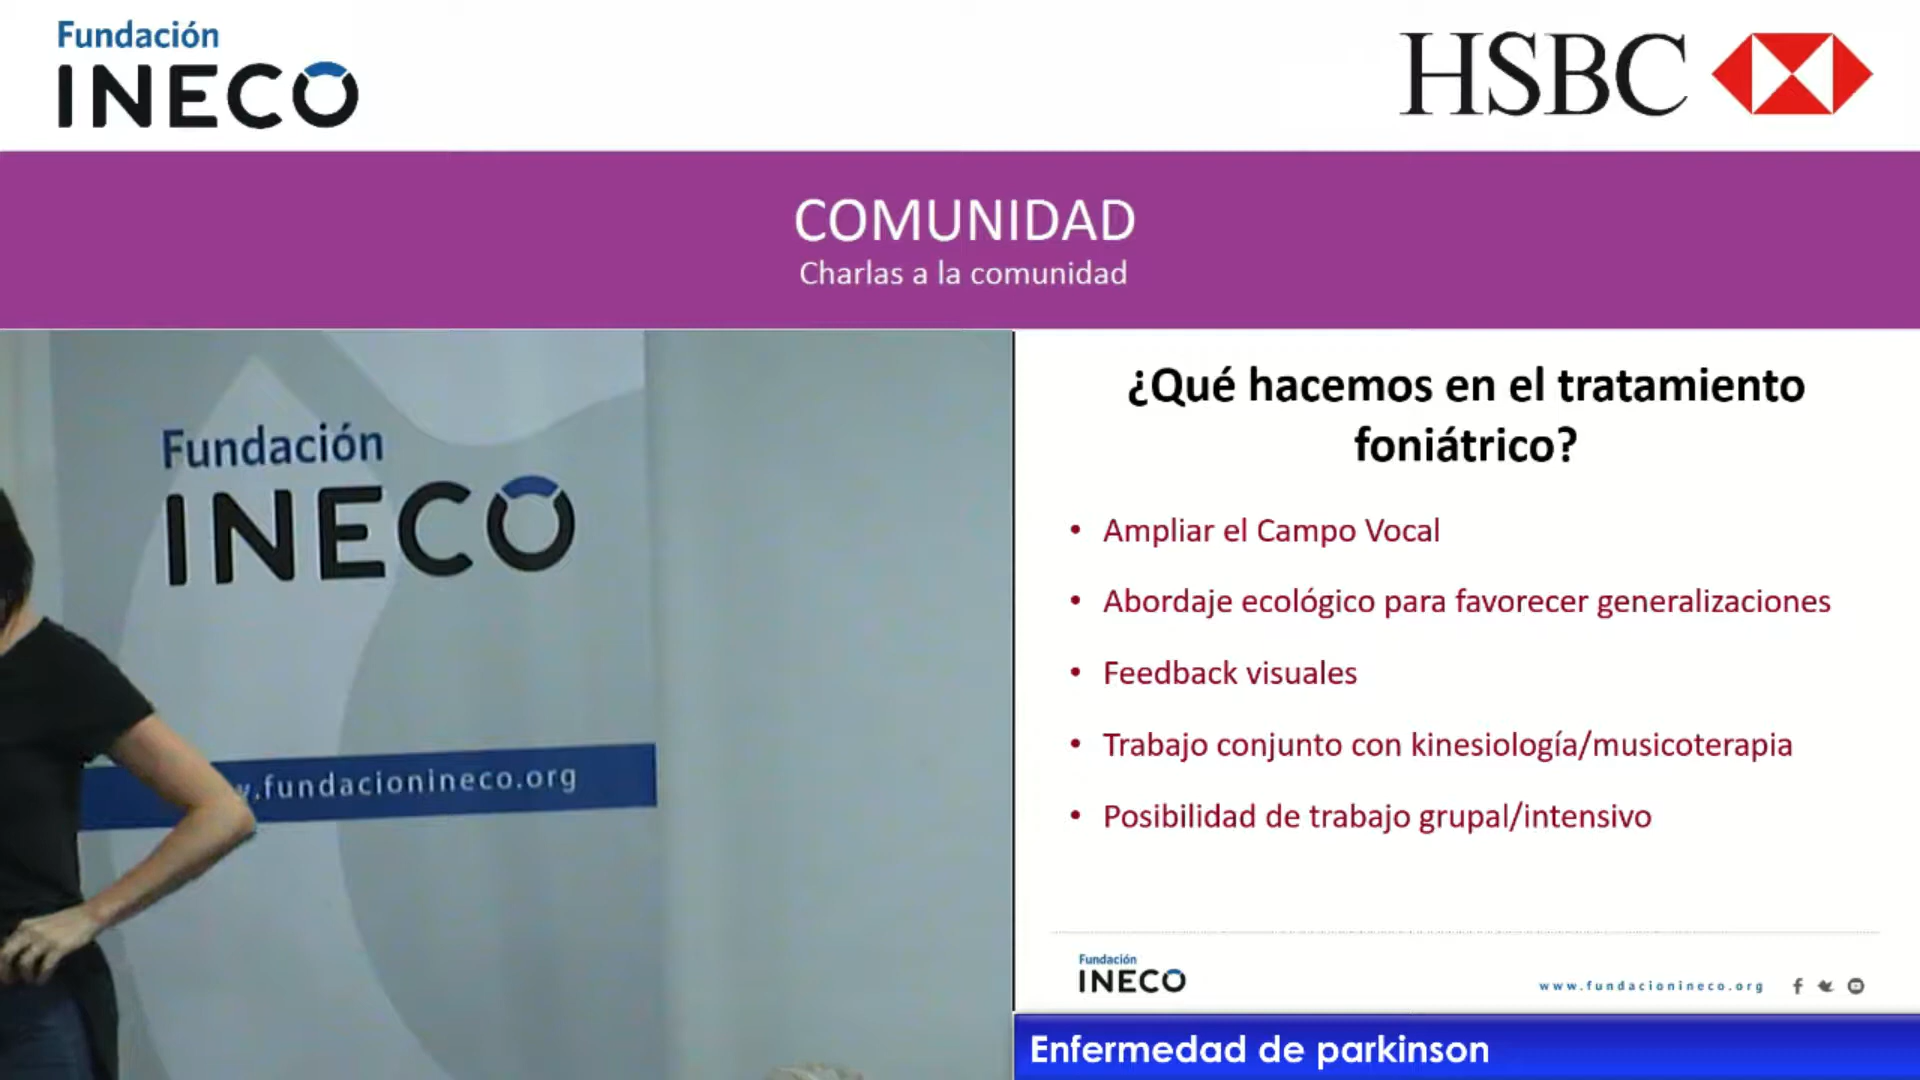 Fundación
INECO
HSBC
COMUNIDAD
Charlas a la comunidad
Fundación
INECO
.fundacionineco.org
¿Qué hacemos en el tratamiento
foniátrico?
• Ampliar el Campo Vocal
• Abordaje ecológico para favorecer generalizaciones
• Feedback visuales
• Trabajo conjunto con kinesiología/musicoterapia
• Posibilidad de trabajo grupal/intensivo
Fundación
INECO
www.fundacionineco.org
Enfermedad de parkinson